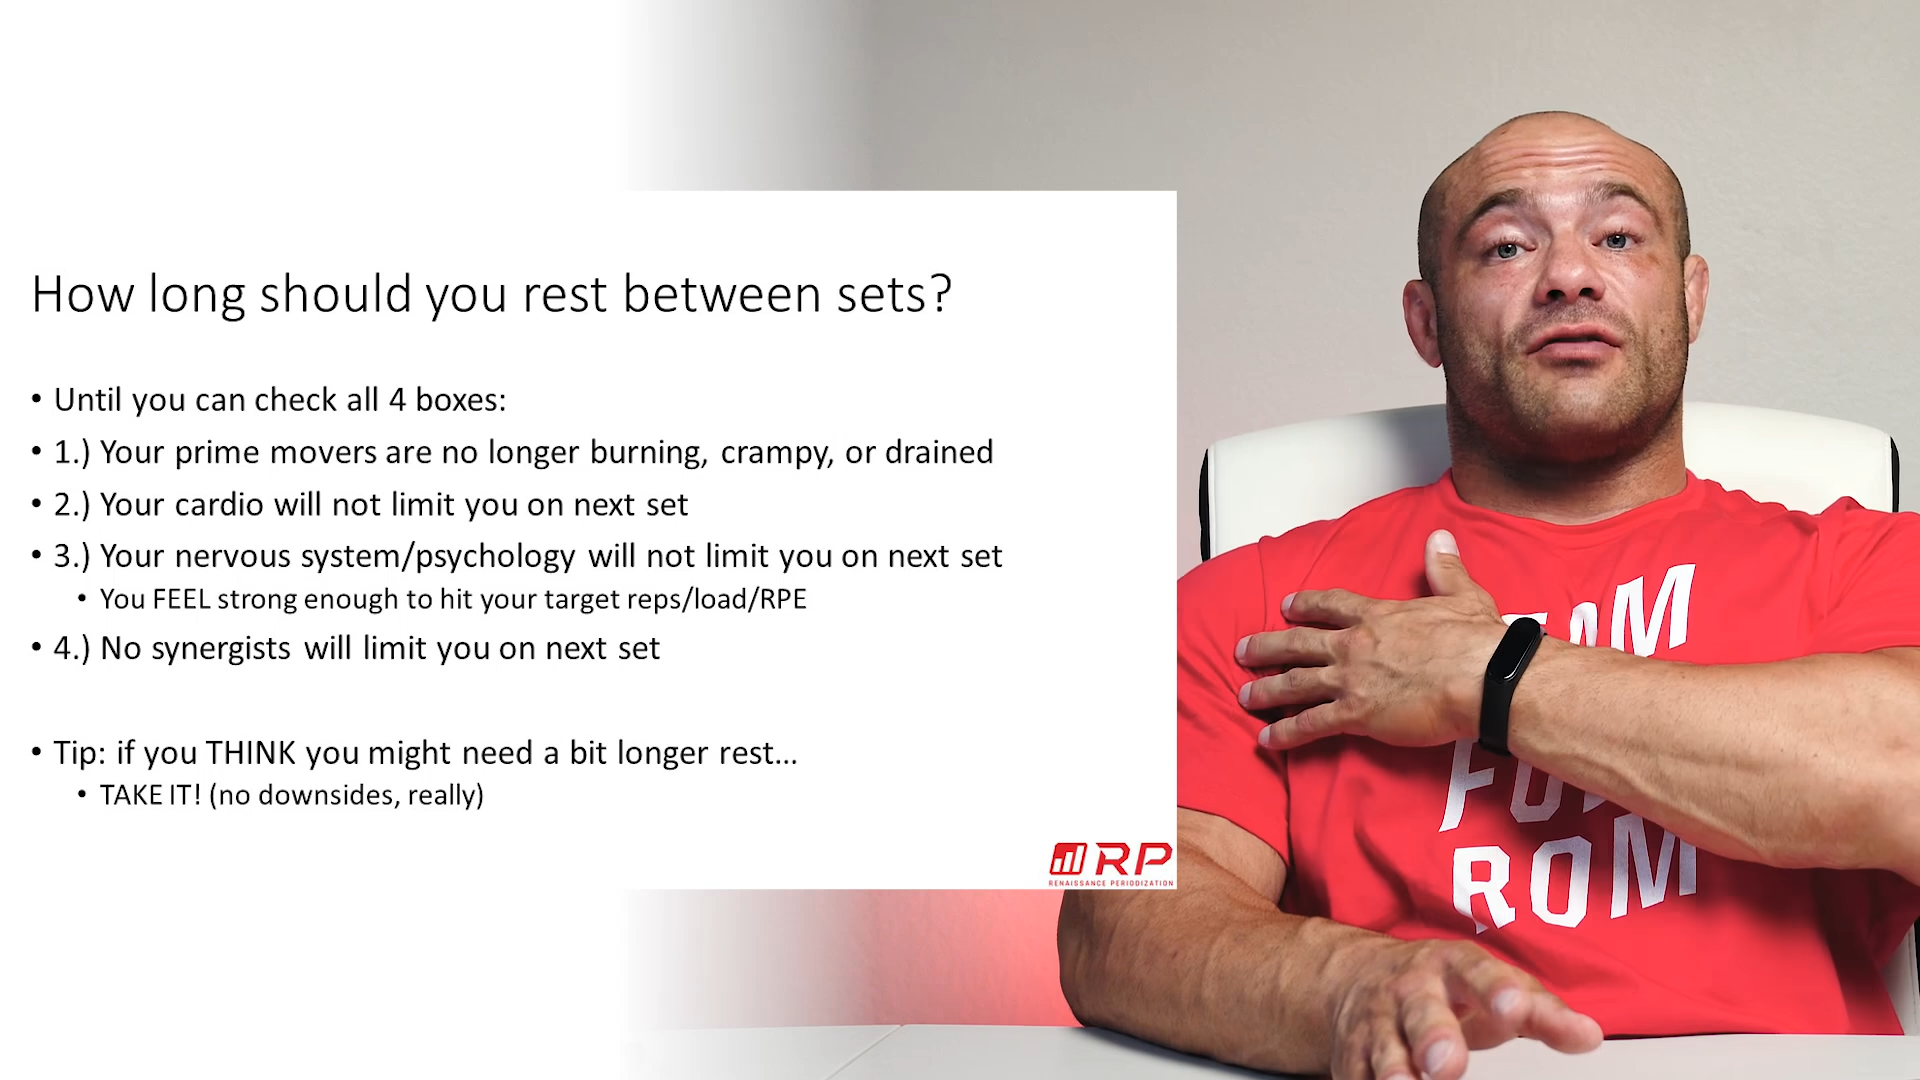 How long should you rest between sets?
• Until you can check all 4 boxes:
• 1.) Your prime movers are no longer burning, crampy, or drained
• 2.) Your cardio will not limit you on next set
• 3.) Your nervous system/psychology will not limit you on next set
• You FEEL strong enough to hit your target reps/load/RPE
• 4.) No synergists will limit you on next set
• Tip: if you THINK you might need a bit longer rest...
• TAKE IT! (no downsides, really)
RP
RENAISSANCE PERIODIZATION
ROM